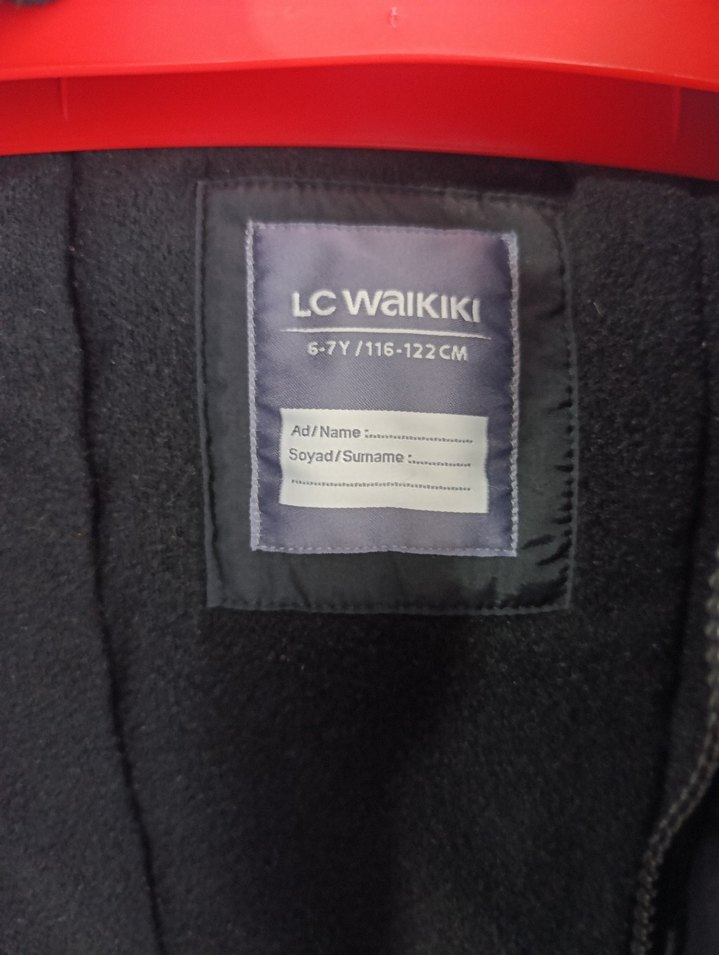 LC WAIKIKI
6-7Y/116-122CM
Ad/Name :........................
Soyad/Surname :..............
..........................................